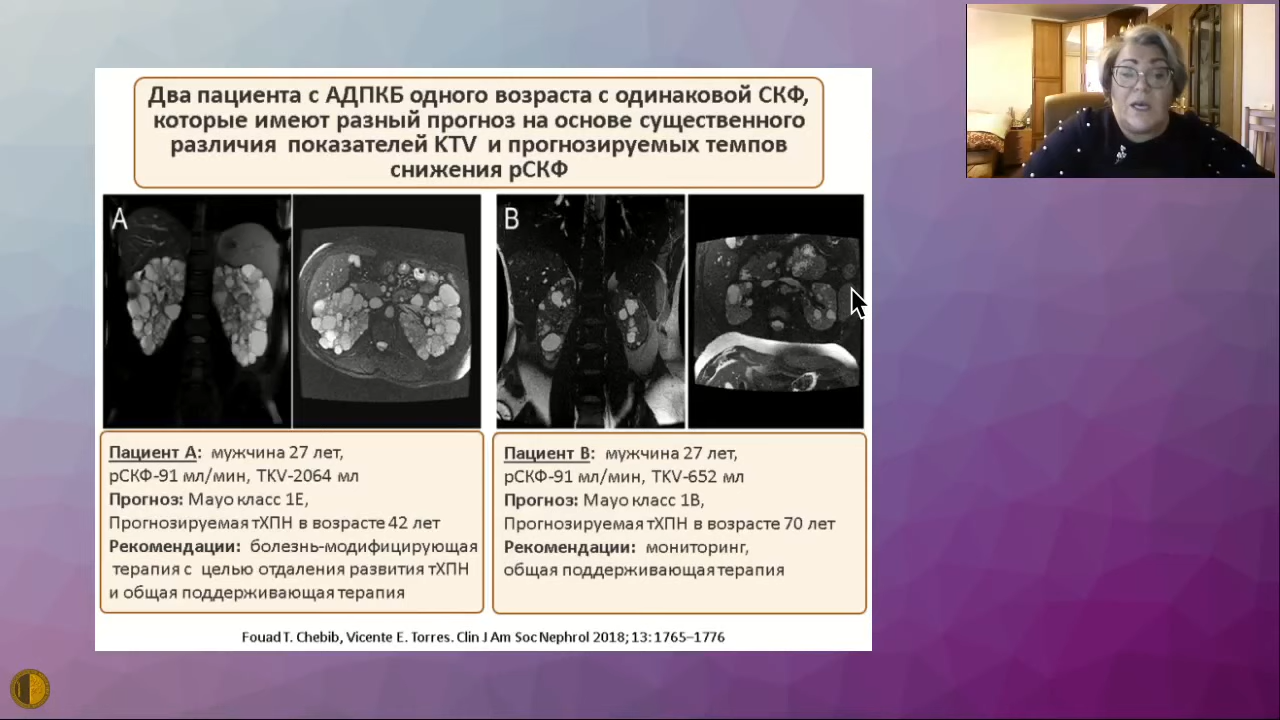 Два пациента с АДПКБ одного возраста с одинаковой СКФ,
которые имеют разный прогноз на основе существенного
различия показателей KTV и прогнозируемых темпов
снижения рСКФ
A
B
Пациент А: мужчина 27 лет,
рСКФ-91 мл/мин, TKV-2064 мл
Прогноз: Mayo класс 1E,
Прогнозируемая тХПН в возрасте 42 лет
Рекомендации: болезнь-модифицирующая
терапия с целью отдаления развития тХПН
и общая поддерживающая терапия
Пациент В: мужчина 27 лет,
рСКФ-91 мл/мин, TKV-652 мл
Прогноз: Mayo класс 1B,
Прогнозируемая тХПН в возрасте 70 лет
Рекомендации: мониторинг,
общая поддерживающая терапия
Fouad T. Chebib, Vicente E. Torres. Clin J Am Soc Nephrol 2018; 13: 1765–1776